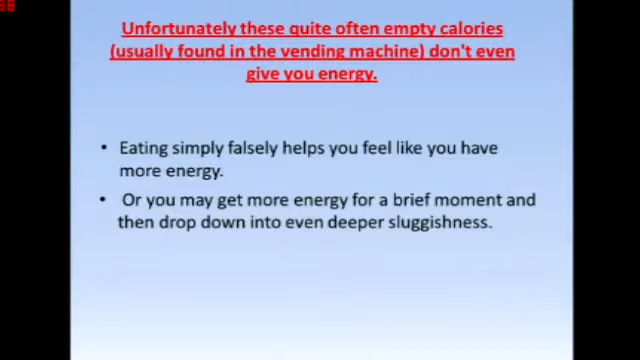 Unfortunately these quite often empty calories
(usually found in the vending machine) don't even
give you energy.
• Eating simply falsely helps you feel like you have
more energy.
• Or you may get more energy for a brief moment and
then drop down into even deeper sluggishness.